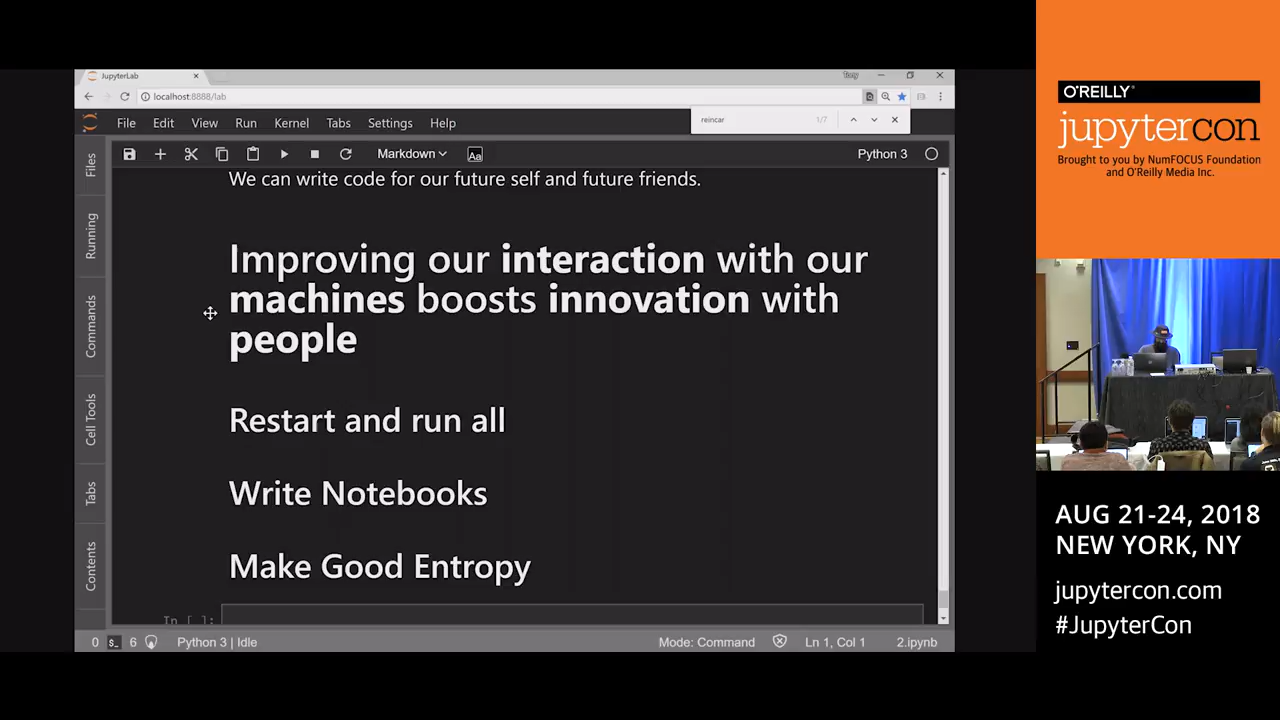 JupyterLab
Tony
localhost:8888/lab
File Edit View Run Kernel Tabs Settings Help
reincar 1/7
Markdown Aa Python 3
Files
Running
Commands
Cell Tools
Tabs
Contents
We can write code for our future self and future friends.
Improving our interaction with our
machines boosts innovation with
people
Restart and run all
Write Notebooks
Make Good Entropy
In [ ]:
0 $_ 6 Python 3 | Idle Mode: Command Ln 1, Col 1 2.ipynb
O'REILLY®
jupytercon
Brought to you by NumFOCUS Foundation
and O'Reilly Media Inc.
AUG 21-24, 2018
NEW YORK, NY
jupytercon.com
#JupyterCon